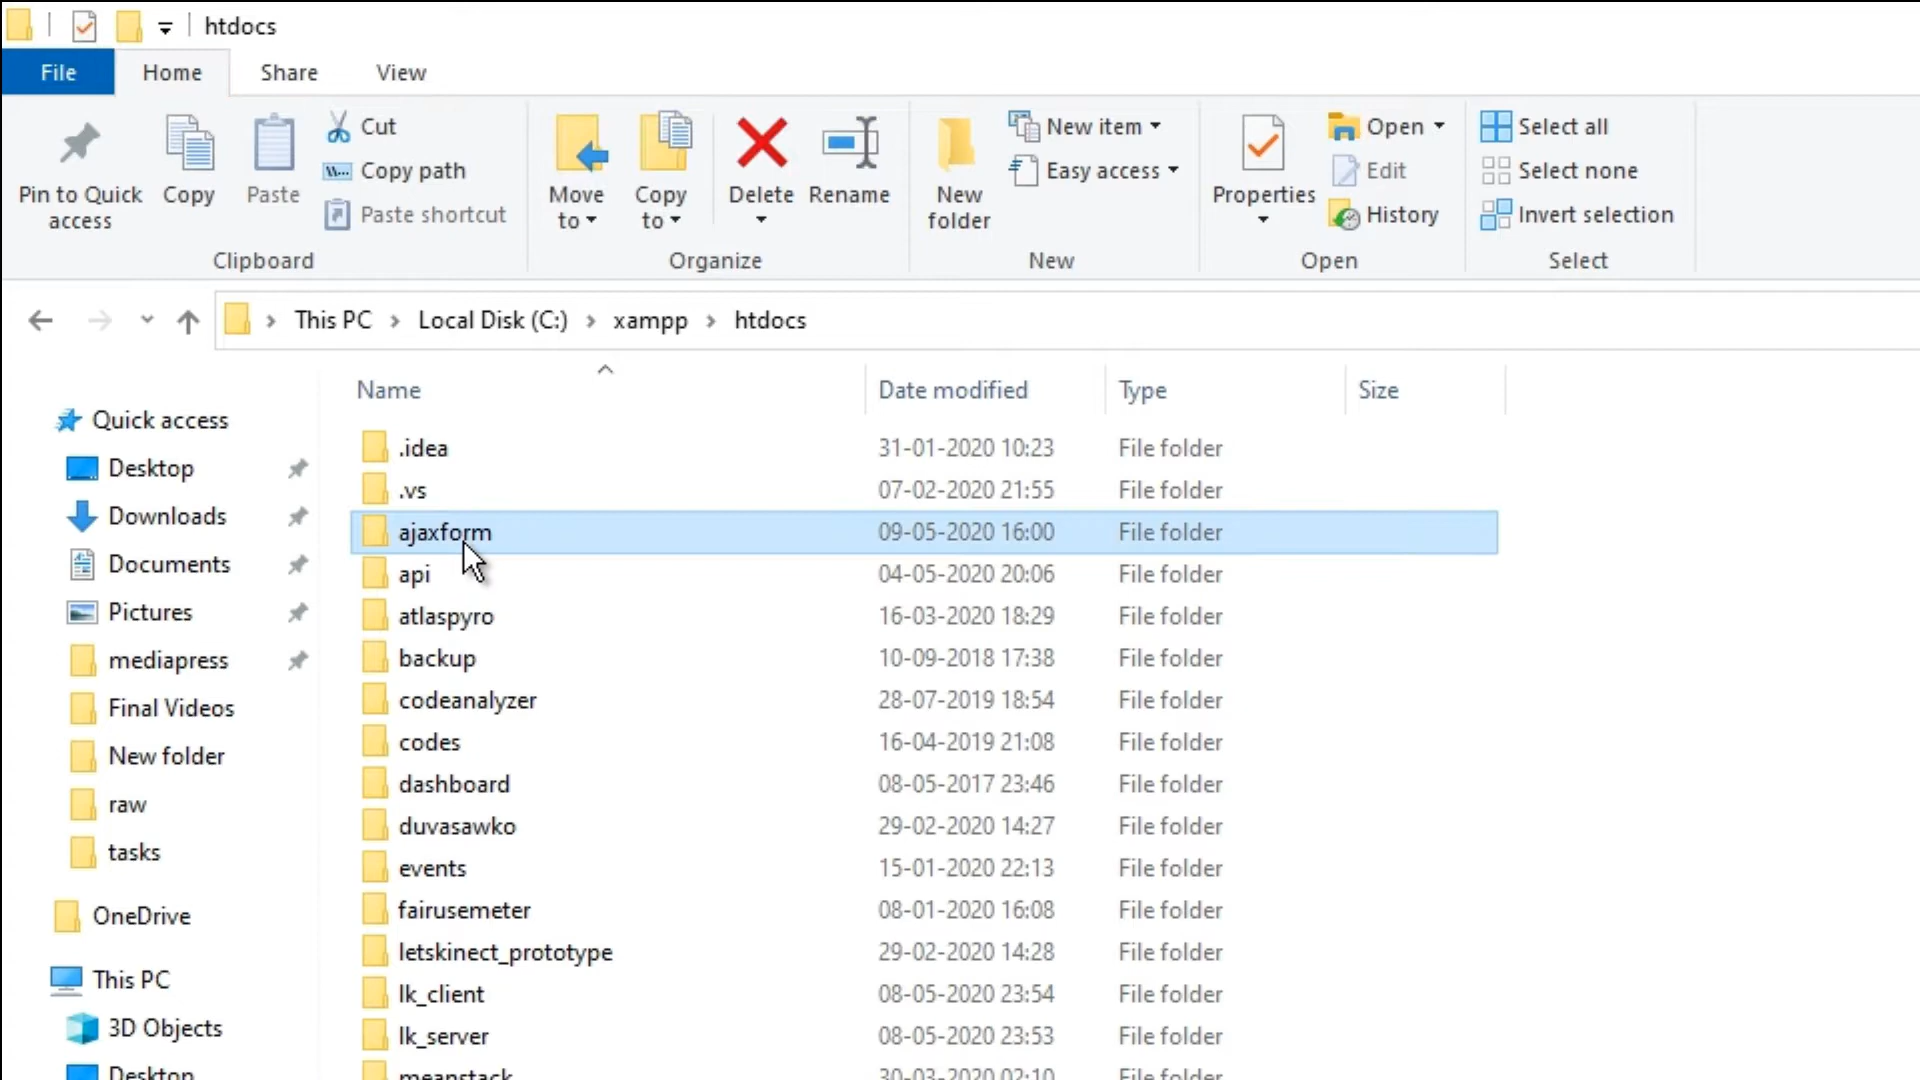 htdocs
File Home Share View
Pin to Quick access
Copy
Paste
Cut
Copy path
Paste shortcut
Clipboard
Move to
Copy to
Delete
Rename
Organize
New folder
New item
Easy access
New
Properties
Open
Edit
History
Open
Select all
Select none
Invert selection
Select
This PC > Local Disk (C:) > xampp > htdocs
Name Date modified Type Size
Quick access
Desktop
Downloads
Documents
Pictures
mediapress
Final Videos
New folder
raw
tasks
OneDrive
This PC
3D Objects
Desktop
.idea 31-01-2020 10:23 File folder
.vs 07-02-2020 21:55 File folder
ajaxform 09-05-2020 16:00 File folder
api 04-05-2020 20:06 File folder
atlaspyro 16-03-2020 18:29 File folder
backup 10-09-2018 17:38 File folder
codeanalyzer 28-07-2019 18:54 File folder
codes 16-04-2019 21:08 File folder
dashboard 08-05-2017 23:46 File folder
duvasawko 29-02-2020 14:27 File folder
events 15-01-2020 22:13 File folder
fairusemeter 08-01-2020 16:08 File folder
letskinect_prototype 29-02-2020 14:28 File folder
lk_client 08-05-2020 23:54 File folder
lk_server 08-05-2020 23:53 File folder
meanstack 30-03-2020 02:10 File folder